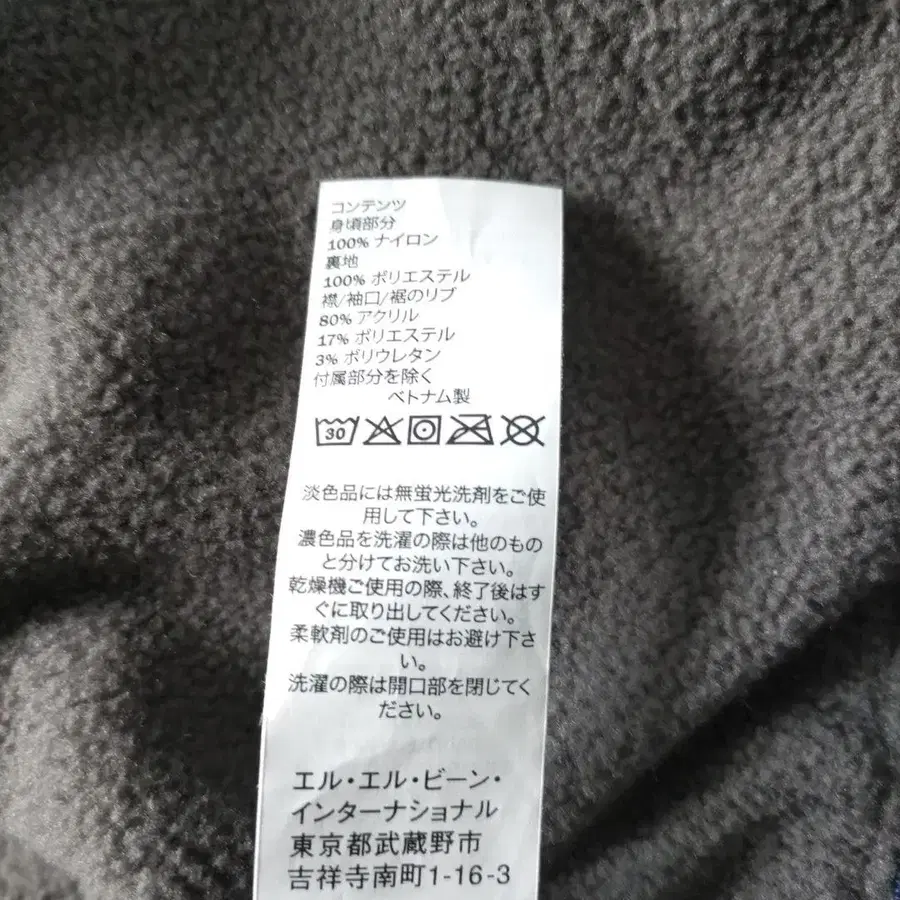 コンテンツ
身頃部分
100% ナイロン
裏地
100% ポリエステル
襟/袖口/裾のリブ
80% アクリル
17% ポリエステル
3% ポリウレタン
付属部分を除く
ベトナム製
30
淡色品には無蛍光洗剤をご使
用して下さい。
濃色品を洗濯の際は他のもの
と分けてお洗い下さい。
乾燥機ご使用の際、終了後はす
ぐに取り出してください。
柔軟剤のご使用はお避け下さ
い。
洗濯の際は開口部を閉じてく
ださい。
エル・エル・ビーン・
インターナショナル
東京都武蔵野市
吉祥寺南町1-16-3